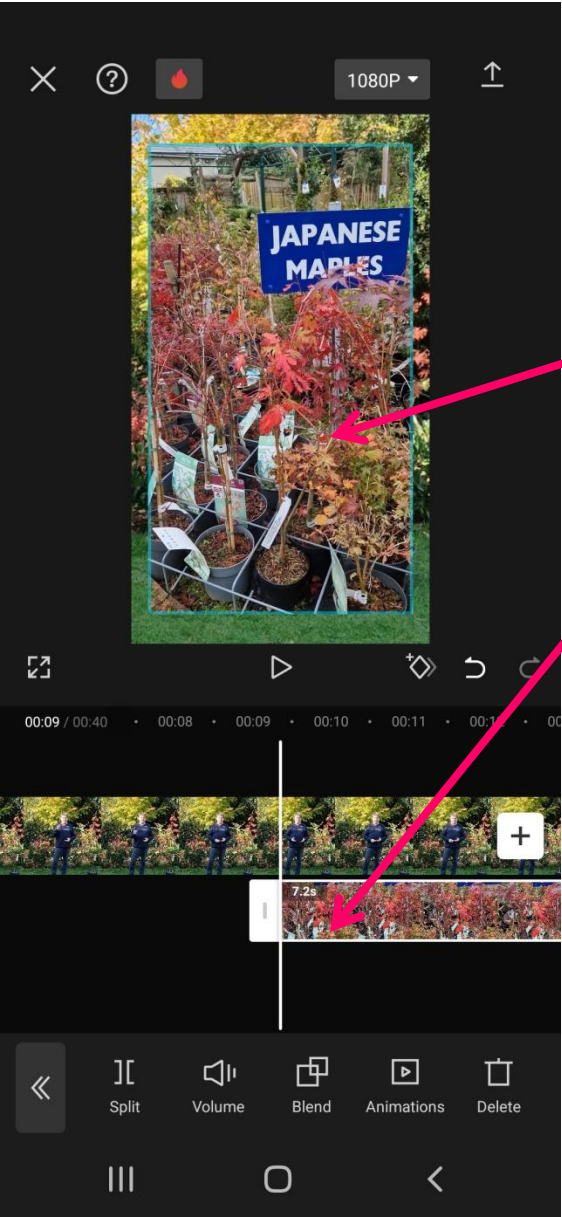 1080P
JAPANESE
MAPLES
00:09 / 00:40 00:08 00:09 00:10 00:11
7.2s
Split Volume Blend Animations Delete